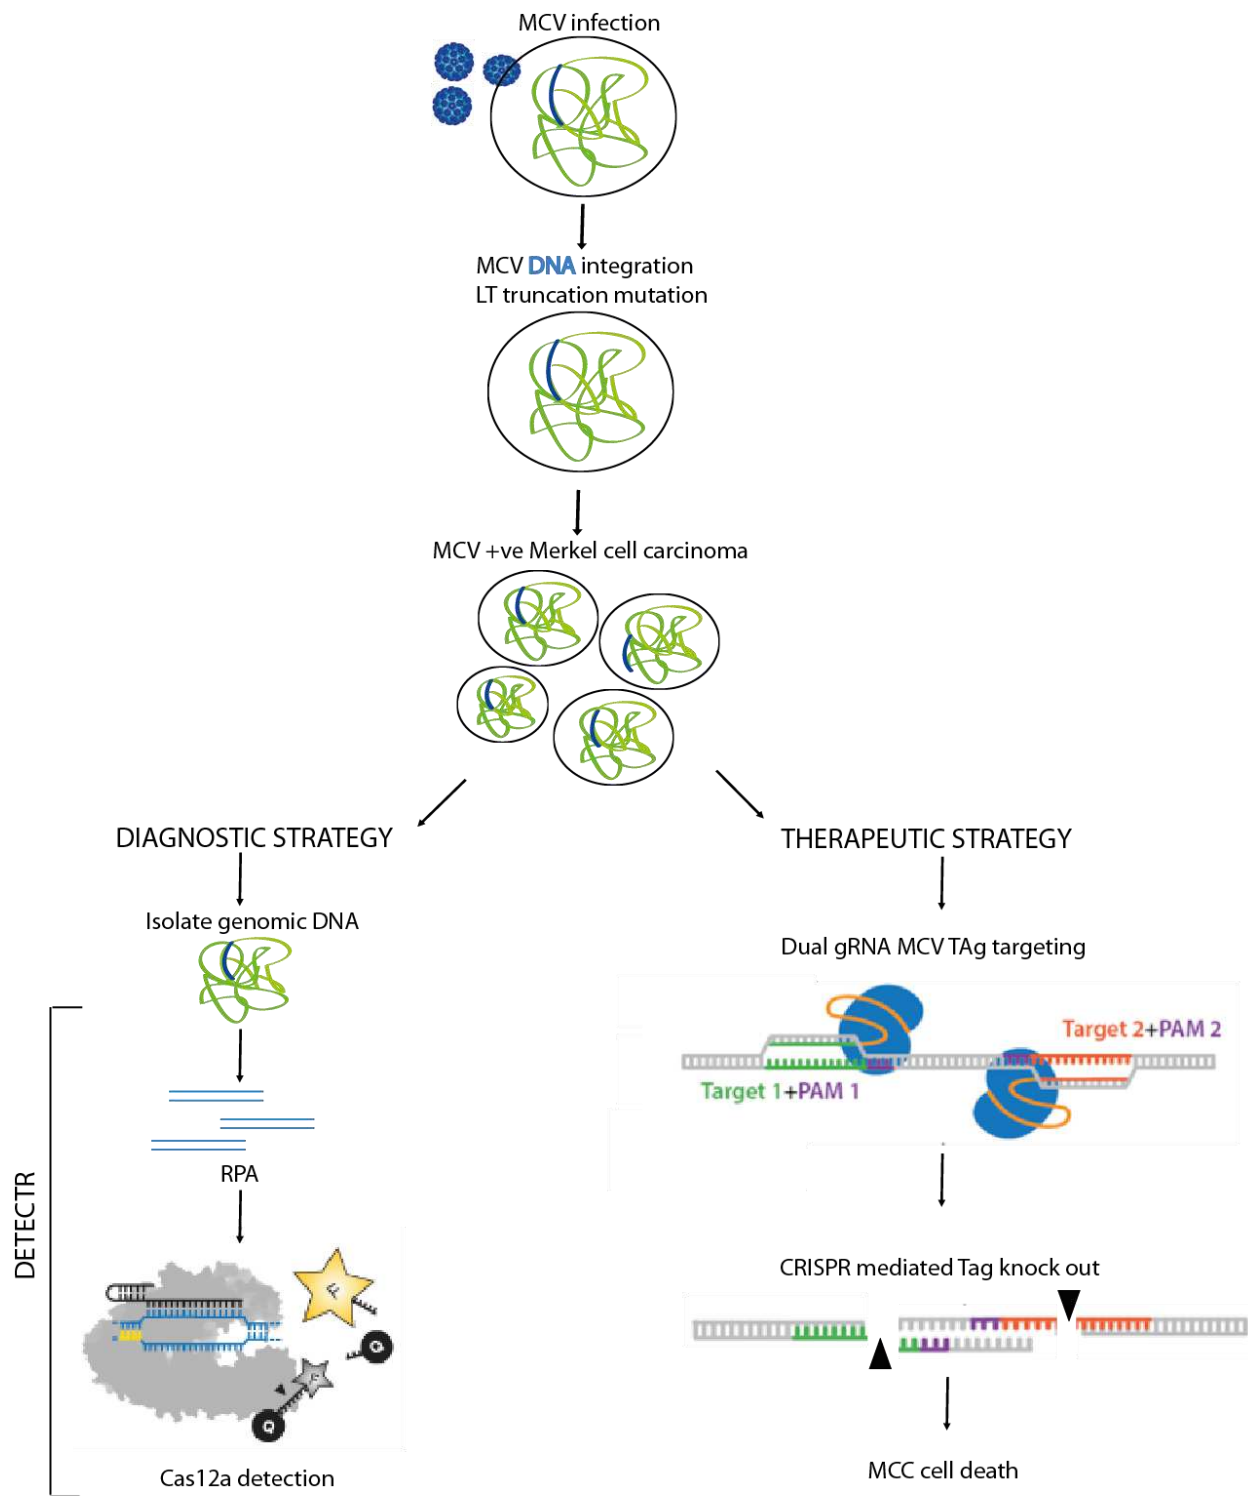 MCV infection
MCV DNA integration
LT truncation mutation
MCV +ve Merkel cell carcinoma
DIAGNOSTIC STRATEGY
Isolate genomic DNA
DETECTR
RPA
F
Q
F
Q
Cas12a detection
THERAPEUTIC STRATEGY
Dual gRNA MCV TAg targeting
Target 2+PAM 2
Target 1+PAM 1
CRISPR mediated Tag knock out
MCC cell death